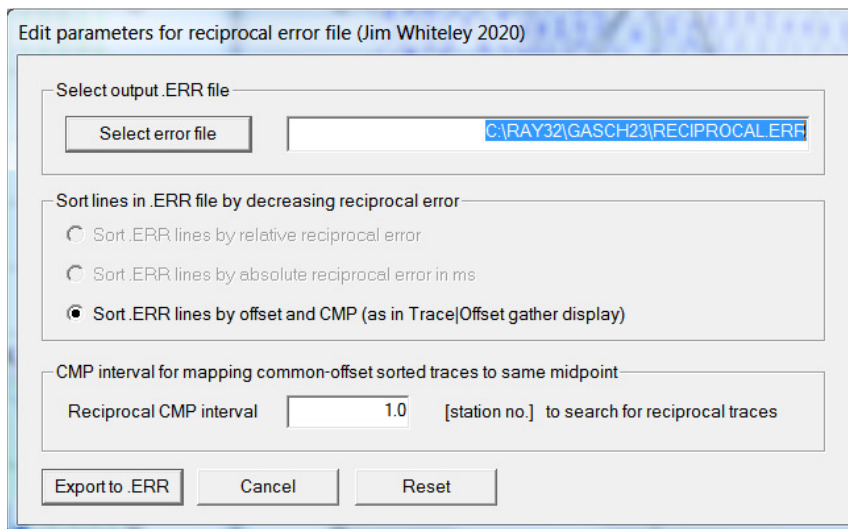 Edit parameters for reciprocal error file (Jim Whiteley 2020)
Select output .ERR file
Select error file
C:\RAY32\GASCH23\RECIPROCAL.ERR
Sort lines in .ERR file by decreasing reciprocal error
Sort .ERR lines by relative reciprocal error
Sort .ERR lines by absolute reciprocal error in ms
Sort .ERR lines by offset and CMP (as in Trace|Offset gather display)
CMP interval for mapping common-offset sorted traces to same midpoint
Reciprocal CMP interval 1.0 [station no.] to search for reciprocal traces
Export to .ERR Cancel Reset